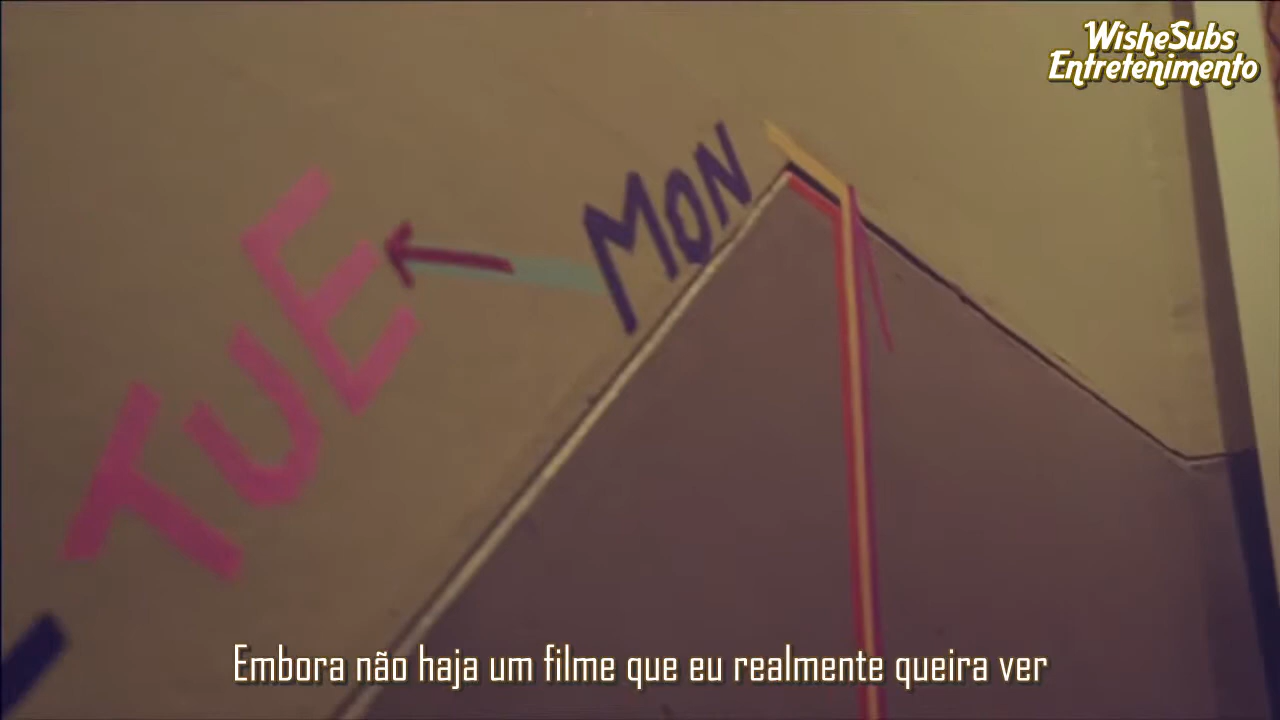 WisheSubs
Entretenimento
MON
TUE
Embora não haja um filme que eu realmente queira ver